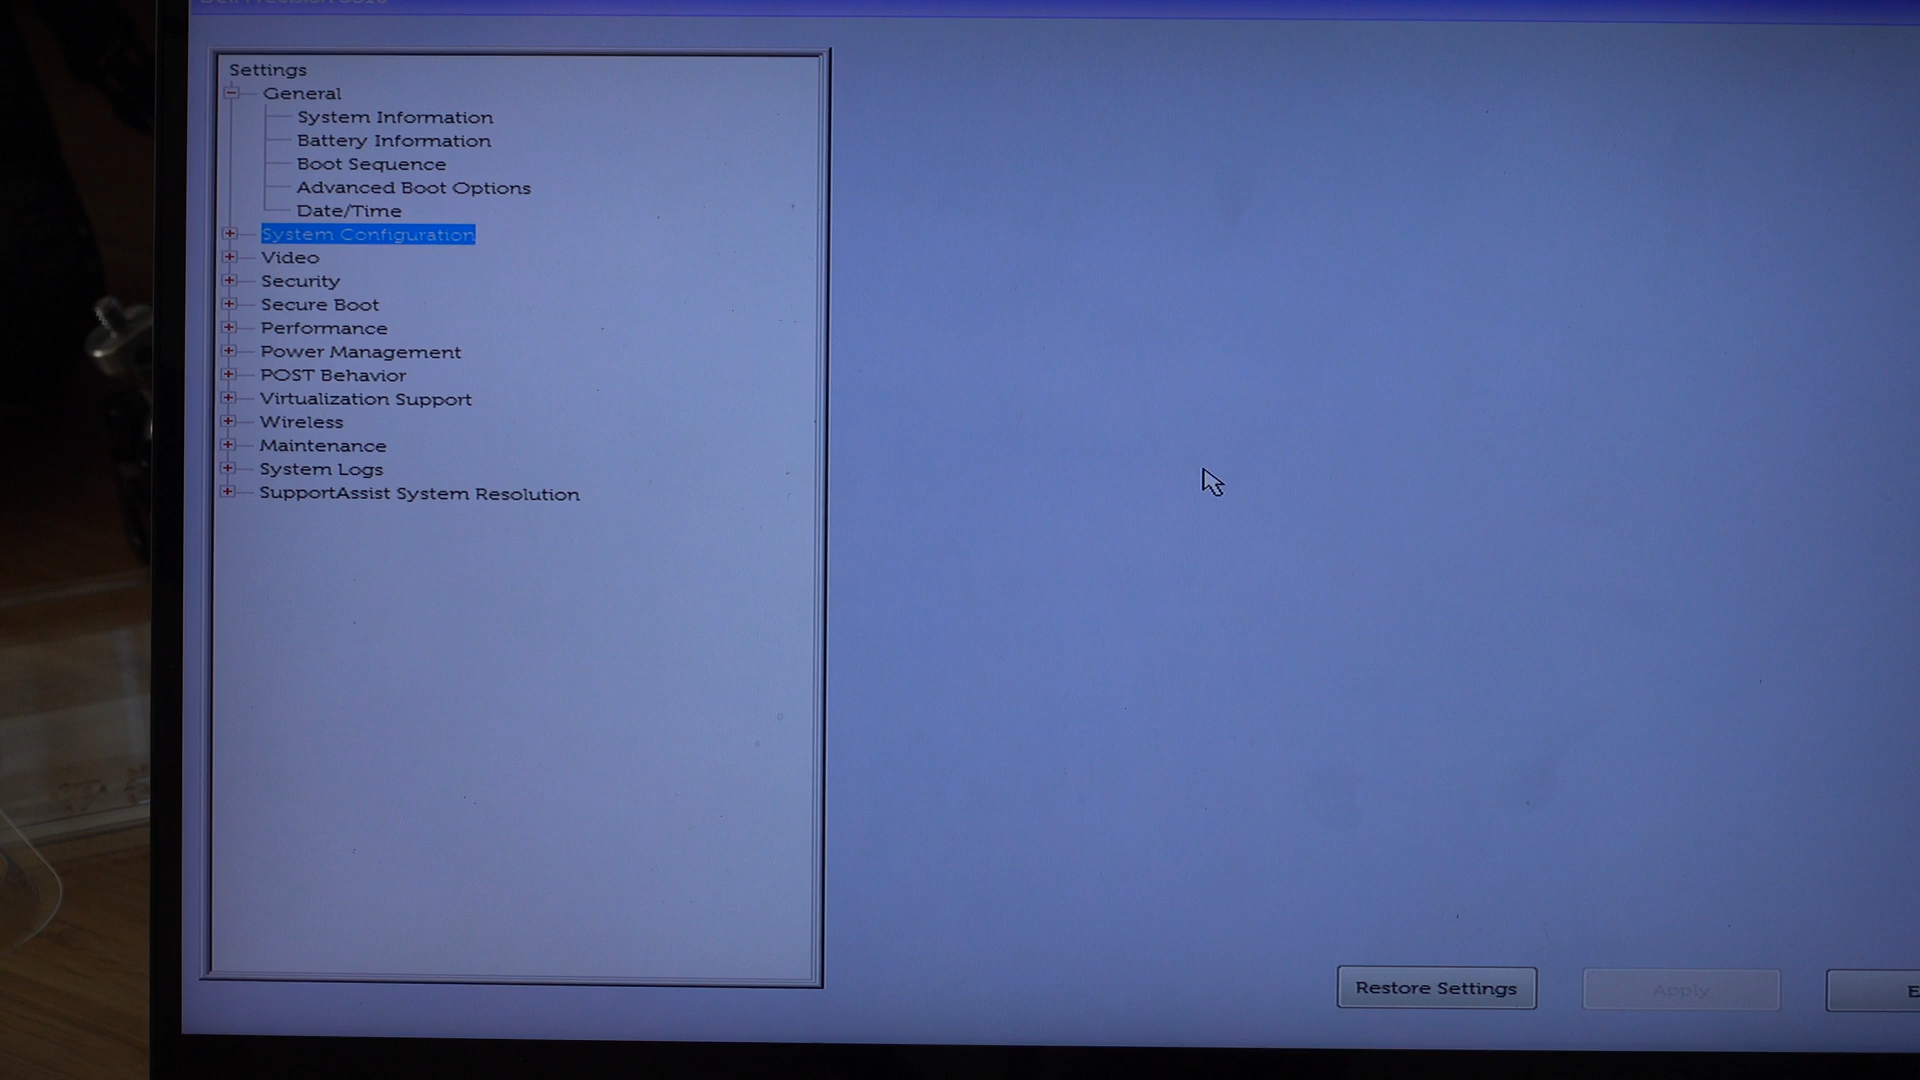 Settings
General
System Information
Battery Information
Boot Sequence
Advanced Boot Options
Date/Time
System Configuration
Video
Security
Secure Boot
Performance
Power Management
POST Behavior
Virtualization Support
Wireless
Maintenance
System Logs
SupportAssist System Resolution
Restore Settings
Apply